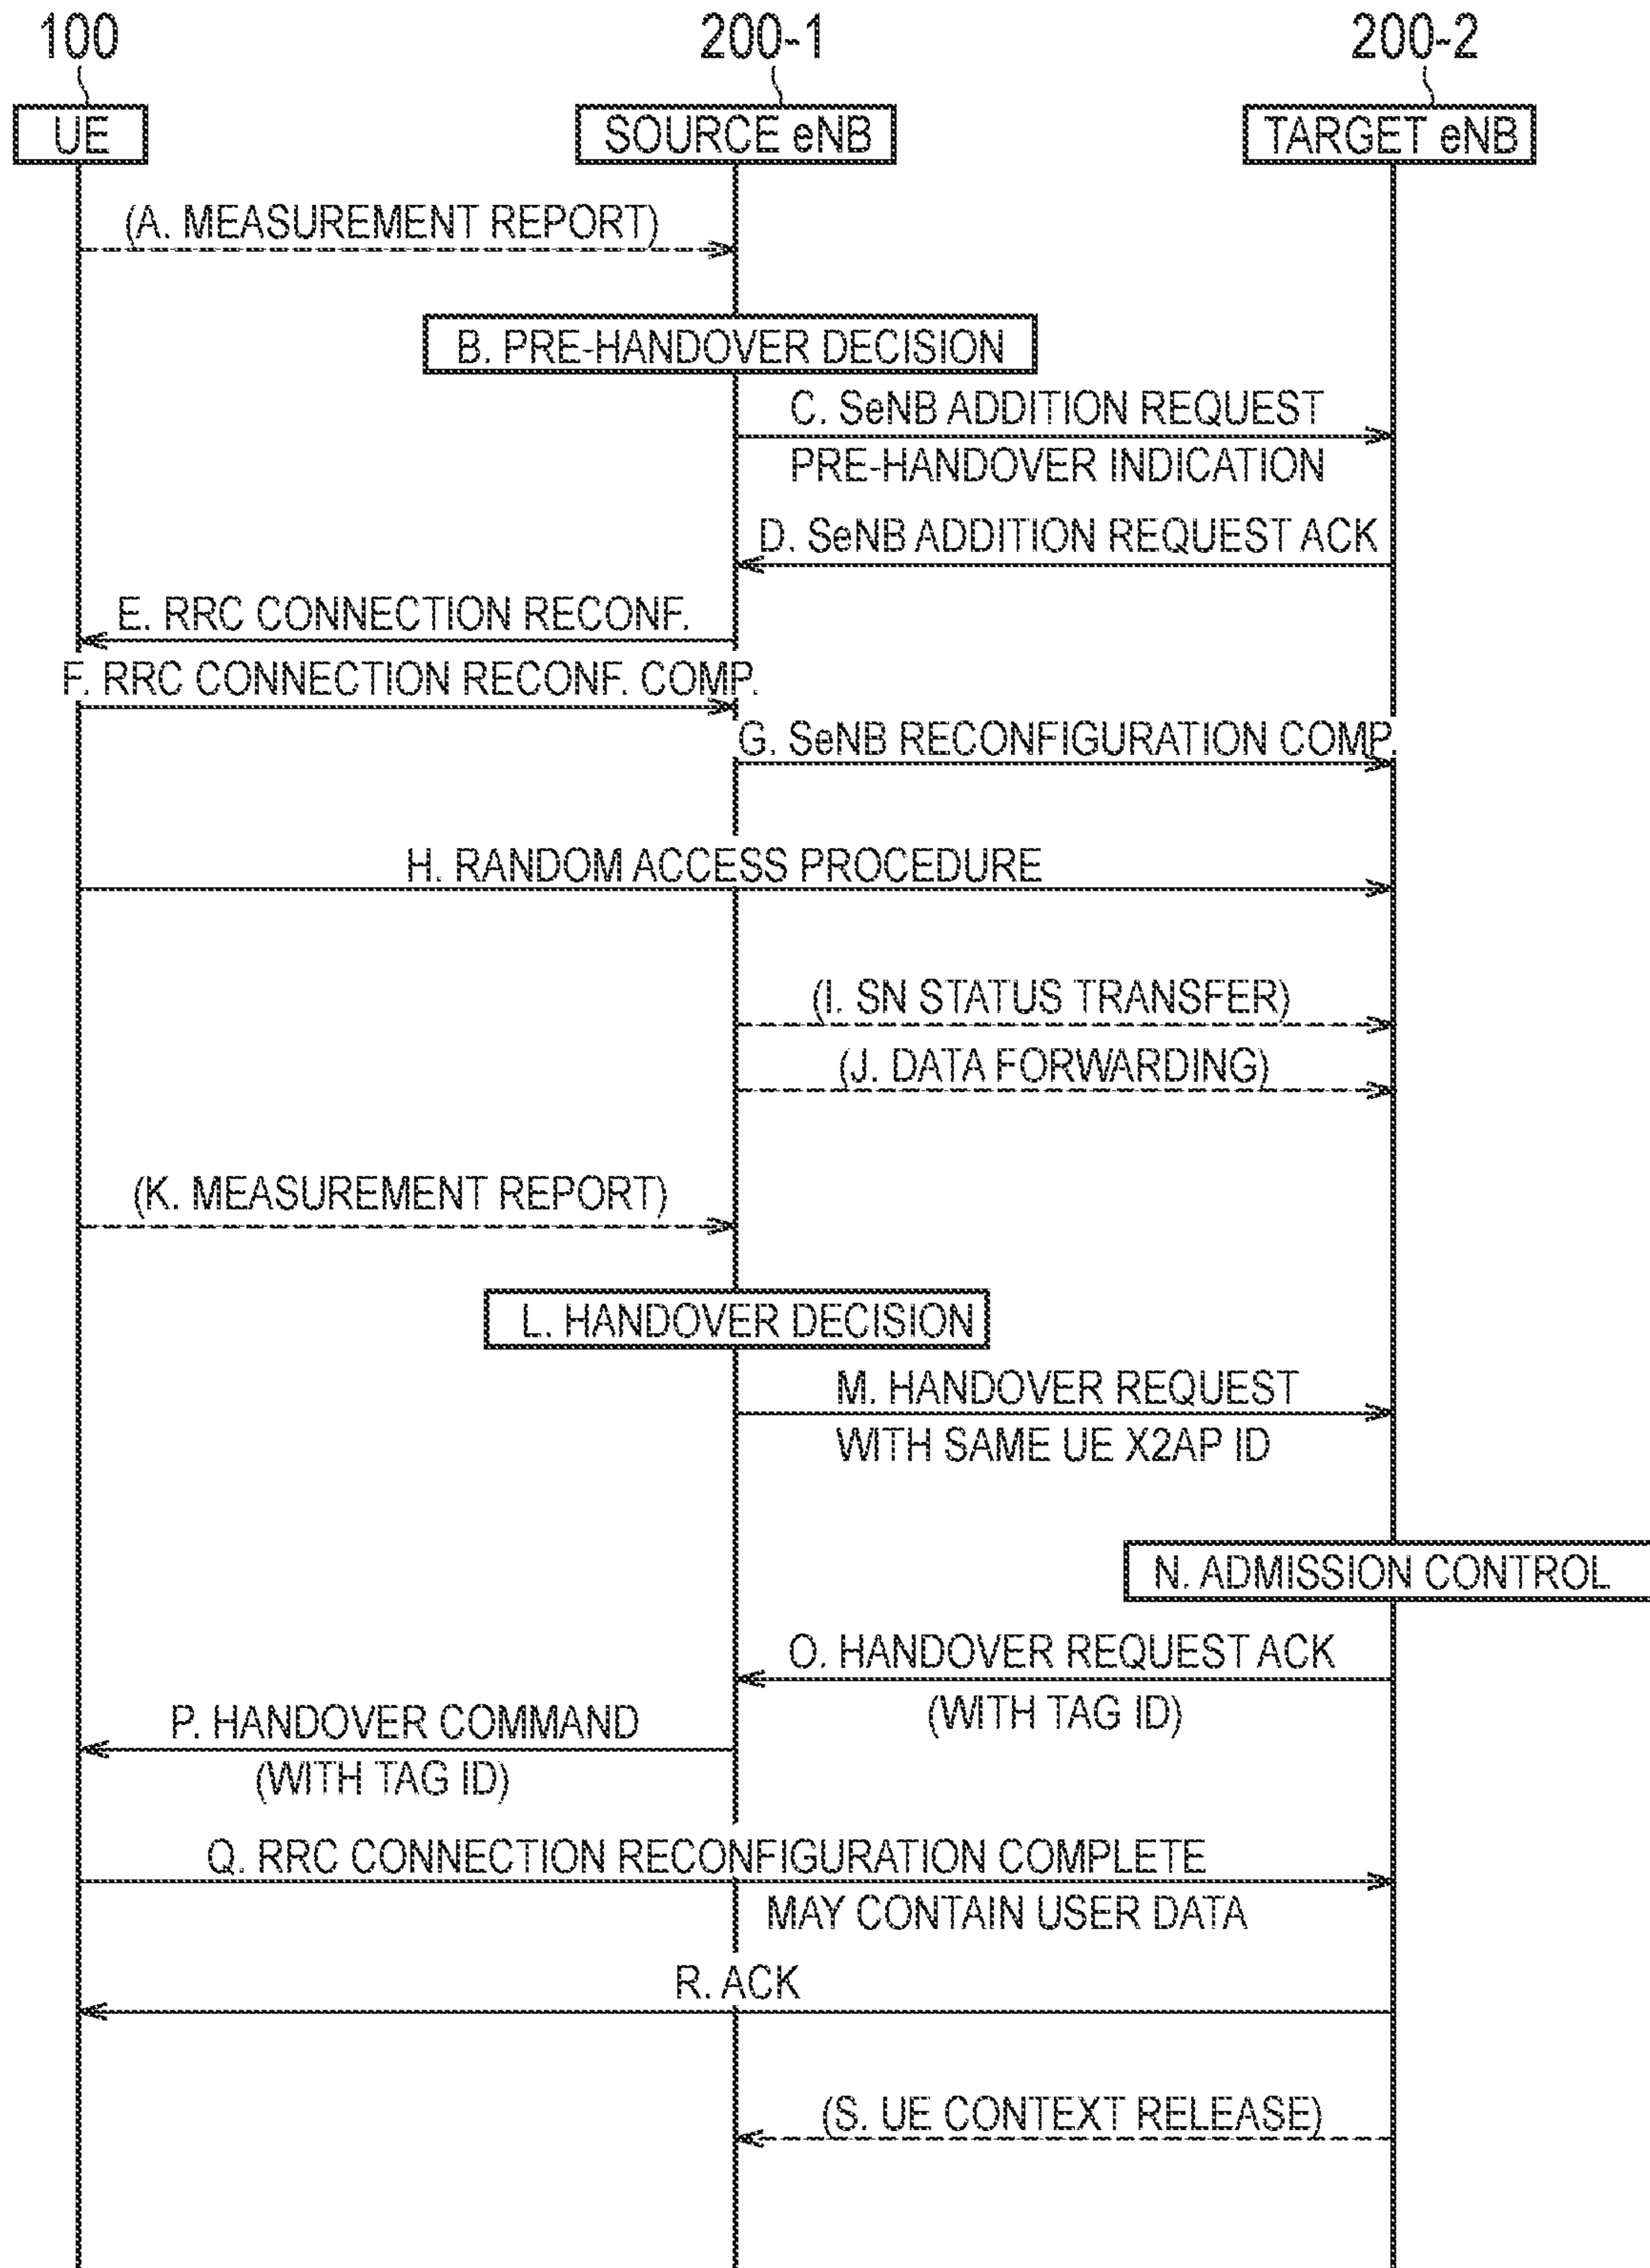 100
200-1
200-2
UE
SOURCE eNB
TARGET eNB
(A. MEASUREMENT REPORT)
B. PRE-HANDOVER DECISION
C. SeNB ADDITION REQUEST
PRE-HANDOVER INDICATION
D. SeNB ADDITION REQUEST ACK
E. RRC CONNECTION RECONF.
F. RRC CONNECTION RECONF. COMP.
G. SeNB RECONFIGURATION COMP.
H. RANDOM ACCESS PROCEDURE
(I. SN STATUS TRANSFER)
(J. DATA FORWARDING)
(K. MEASUREMENT REPORT)
L. HANDOVER DECISION
M. HANDOVER REQUEST
WITH SAME UE X2AP ID
N. ADMISSION CONTROL
O. HANDOVER REQUEST ACK
(WITH TAG ID)
P. HANDOVER COMMAND
(WITH TAG ID)
Q. RRC CONNECTION RECONFIGURATION COMPLETE
MAY CONTAIN USER DATA
R. ACK
(S. UE CONTEXT RELEASE)